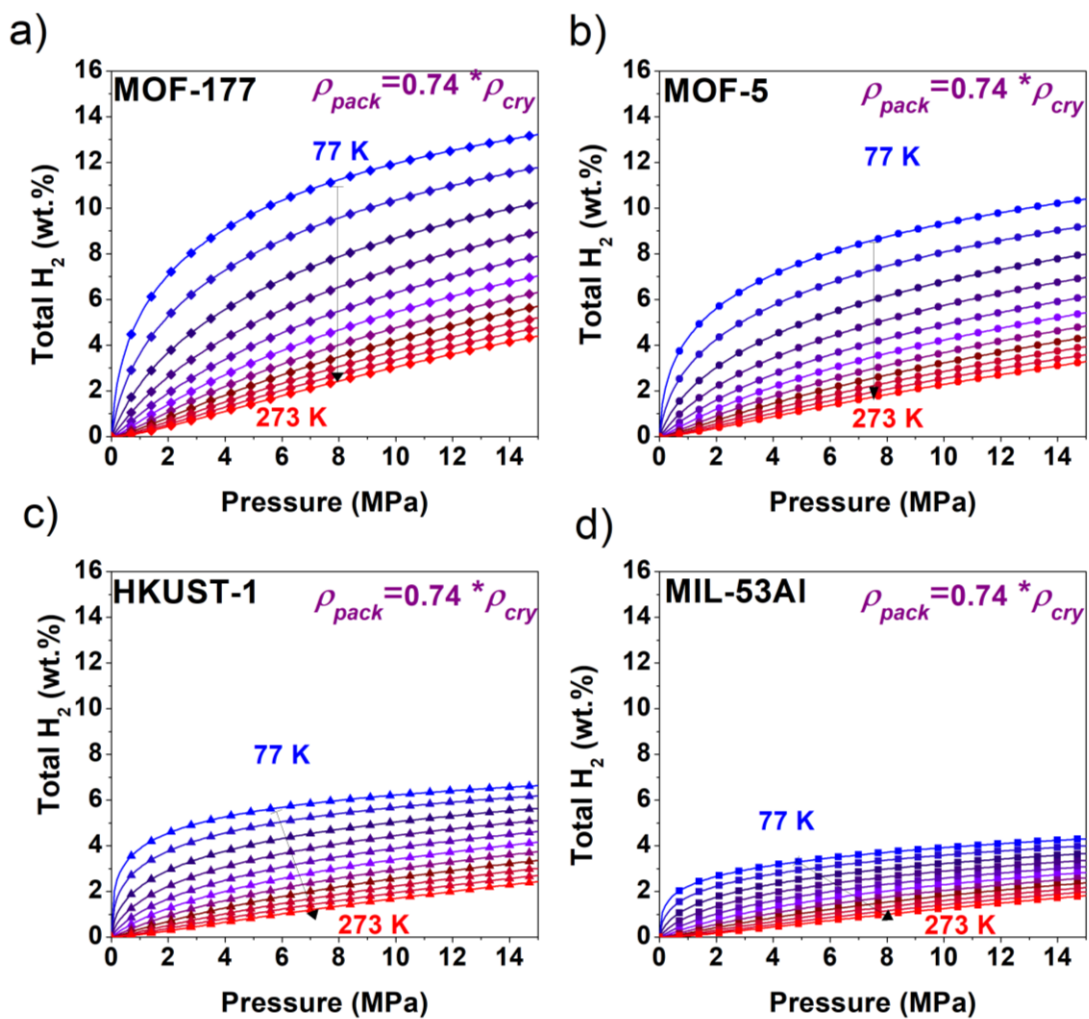 a)
MOF-177
ρpack=0.74 *ρcry
77 K
273 K
Total H2 (wt.%)
16
14
12
10
8
6
4
2
0
0 2 4 6 8 10 12 14
Pressure (MPa)
b)
MOF-5
ρpack=0.74 *ρcry
77 K
273 K
Total H2 (wt.%)
16
14
12
10
8
6
4
2
0
0 2 4 6 8 10 12 14
Pressure (MPa)
c)
HKUST-1
ρpack=0.74 *ρcry
77 K
273 K
Total H2 (wt.%)
16
14
12
10
8
6
4
2
0
0 2 4 6 8 10 12 14
Pressure (MPa)
d)
MIL-53Al
ρpack=0.74 *ρcry
77 K
273 K
Total H2 (wt.%)
16
14
12
10
8
6
4
2
0
0 2 4 6 8 10 12 14
Pressure (MPa)